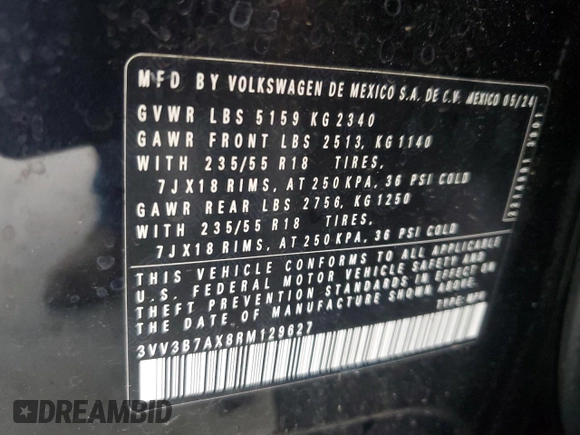 MFD BY VOLKSWAGEN DE MEXICO S.A. DE C.V. MEXICO 05/24
GVWR LBS 5159 KG 2340
GAWR FRONT LBS 2513, KG 1140
WITH 235/55 R18 TIRES,
7JX18 RIMS, AT 250 KPA, 36 PSI COLD
GAWR REAR LBS 2756, KG 1250
WITH 235/55 R18 TIRES,
7JX18 RIMS, AT 250 KPA, 36 PSI COLD
THIS VEHICLE CONFORMS TO ALL APPLICABLE
U.S. FEDERAL MOTOR VEHICLE SAFETY AND
THEFT PREVENTION STANDARDS IN EFFECT ON
THE DATE OF MANUFACTURE SHOWN ABOVE.
3VV3B7AX8RM129627 TYPE: MPV
DREAMBID